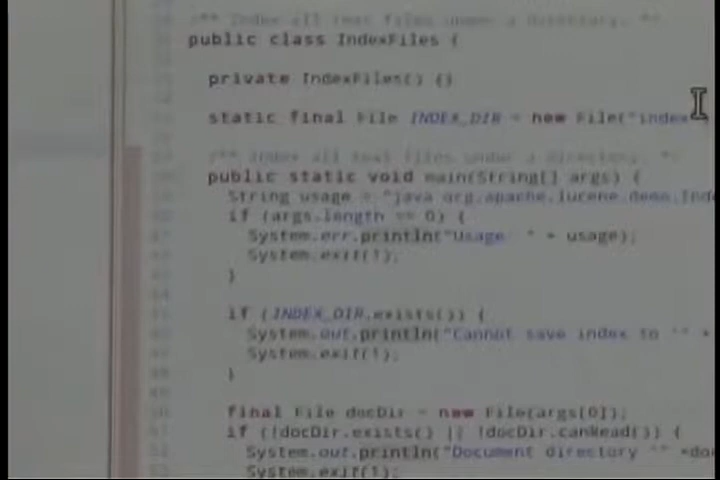 /** Index all text files under a directory. */
public class IndexFiles {
private IndexFiles() {}
static final File INDEX_DIR = new File("index"
/** Index all text files under a directory. */
public static void main(String[] args) {
String usage = "java org.apache.lucene.demo.Inde
if (args.length == 0) {
System.err.println("Usage: " + usage);
System.exit(1);
}
if (INDEX_DIR.exists()) {
System.out.println("Cannot save index to '" +
System.exit(1);
}
final File docDir = new File(args[0]);
if (!docDir.exists() || !docDir.canRead()) {
System.out.println("Document directory '" +do
System.exit(1);